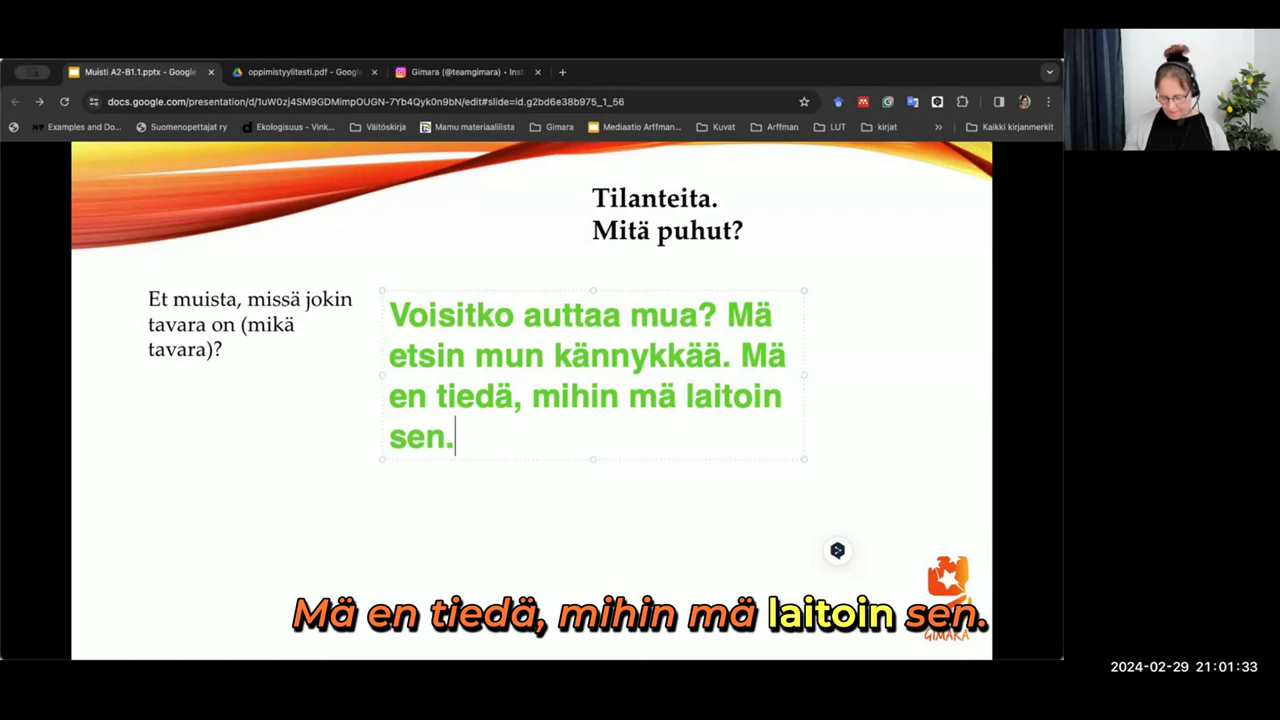 Muisti A2-B1.1.pptx - Google
oppimistyylitesti.pdf - Goog
Gimara (@teamgimara) • Inst
docs.google.com/presentation/d/1uW0zj4SM9GDMimpOUGN-7Yb4Qyk0n9bN/edit#slide=id.g2bd6e38b975_1_56
Examples and Do...
Suomenopettajat ry
Ekologisuus - Vink...
Väitöskirja
Mamu materiaalilista
Gimara
Mediaatio Arffman...
Kuvat
Arffman
LUT
kirjat
»
Kaikki kirjanmerkit
Tilanteita.
Mitä puhut?
Et muista, missä jokin
tavara on (mikä
tavara)?
Voisitko auttaa mua? Mä
etsin mun kännykkää. Mä
en tiedä, mihin mä laitoin
sen.
Mä en tiedä, mihin mä laitoin sen.
GIMARA
2024-02-29 21:01:33